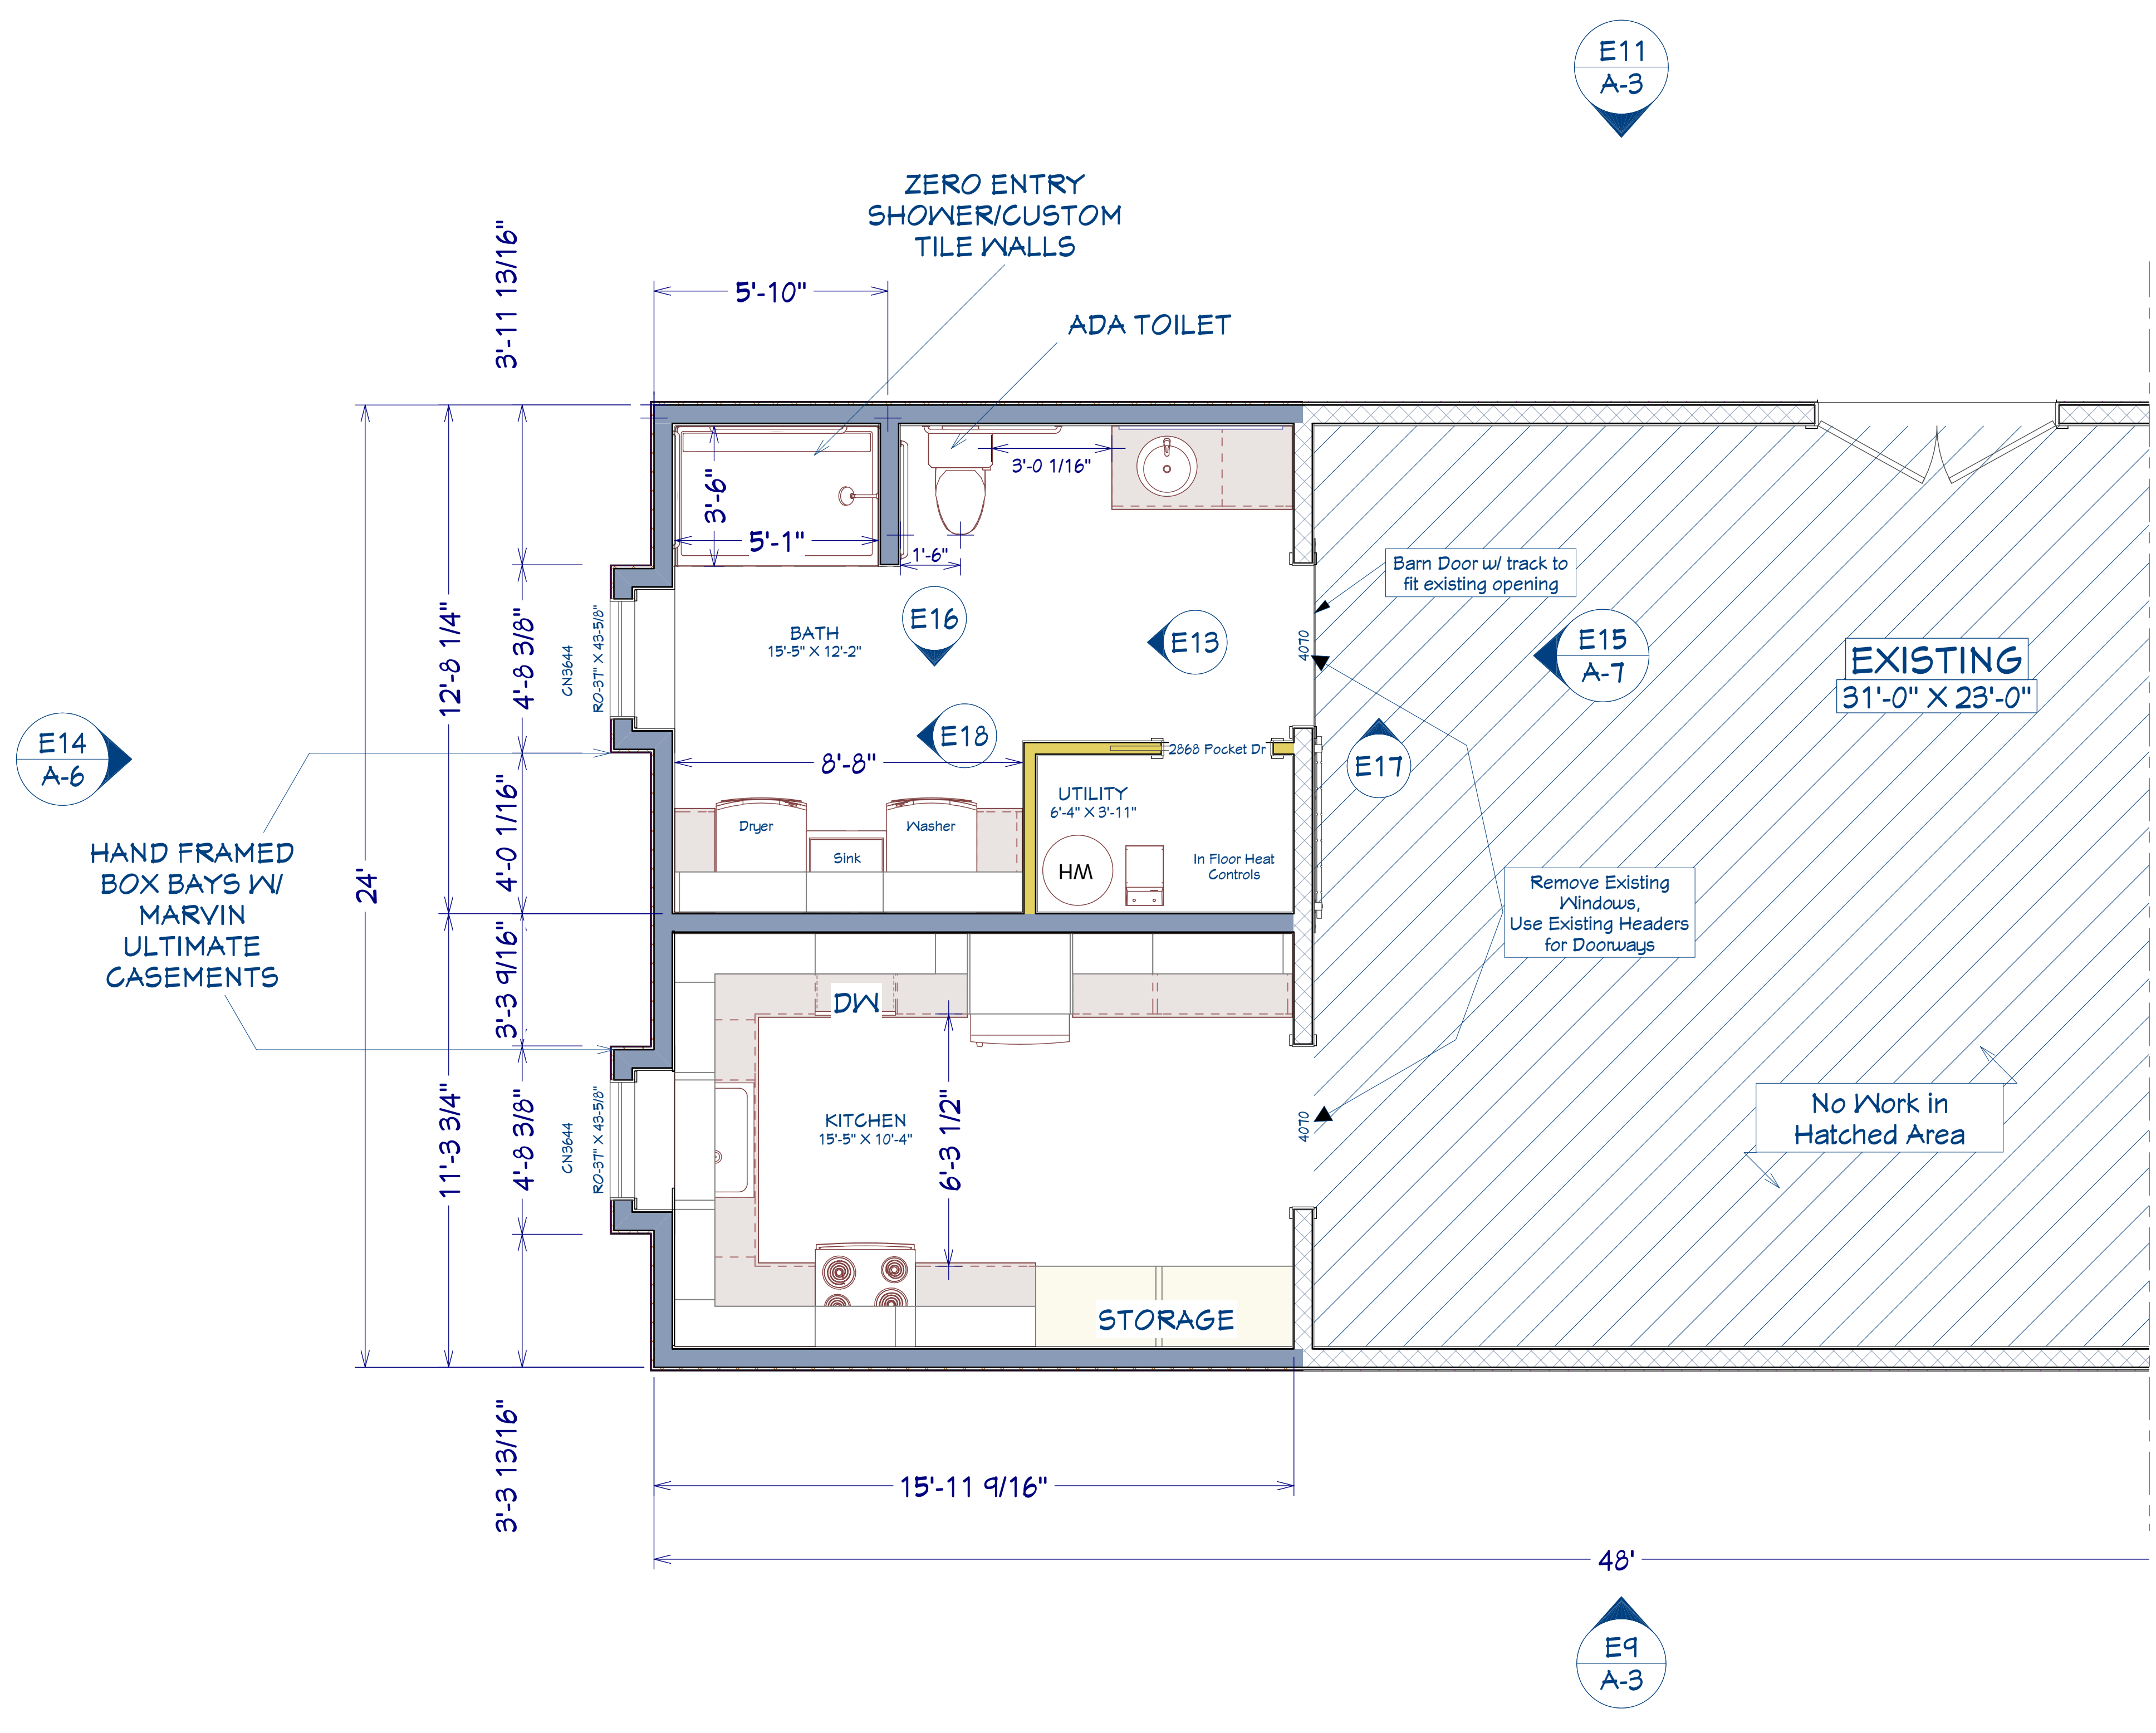 E11
A-3
ZERO ENTRY
SHOWER/CUSTOM
TILE WALLS
3'-11 13/16"
5'-10"
ADA TOILET
3'-6"
5'-1"
3'-0 1/16"
1'-6"
Barn Door w/ track to
fit existing opening
E16
E13
4070
E15
A-7
EXISTING
31'-0" X 23'-0"
BATH
15'-5" X 12'-2"
CN3644
RO-37" X 43-5/8"
4'-8 3/8"
12'-8 1/4"
E14
A-6
E18
2868 Pocket Dr
E17
8'-8"
UTILITY
6'-4" X 3'-11"
Dryer
Washer
Sink
WH
In Floor Heat
Controls
4'-0 1/16"
24'
HAND FRAMED
BOX BAYS W/
MARVIN
ULTIMATE
CASEMENTS
Remove Existing
Windows,
Use Existing Headers
for Doorways
3'-3 9/16"
DW
11'-3 3/4"
4'-8 3/8"
CN3644
RO-37" X 43-5/8"
KITCHEN
15'-5" X 10'-4"
6'-3 1/2"
4070
No Work in
Hatched Area
STORAGE
3'-3 13/16"
15'-11 9/16"
48'
E9
A-3